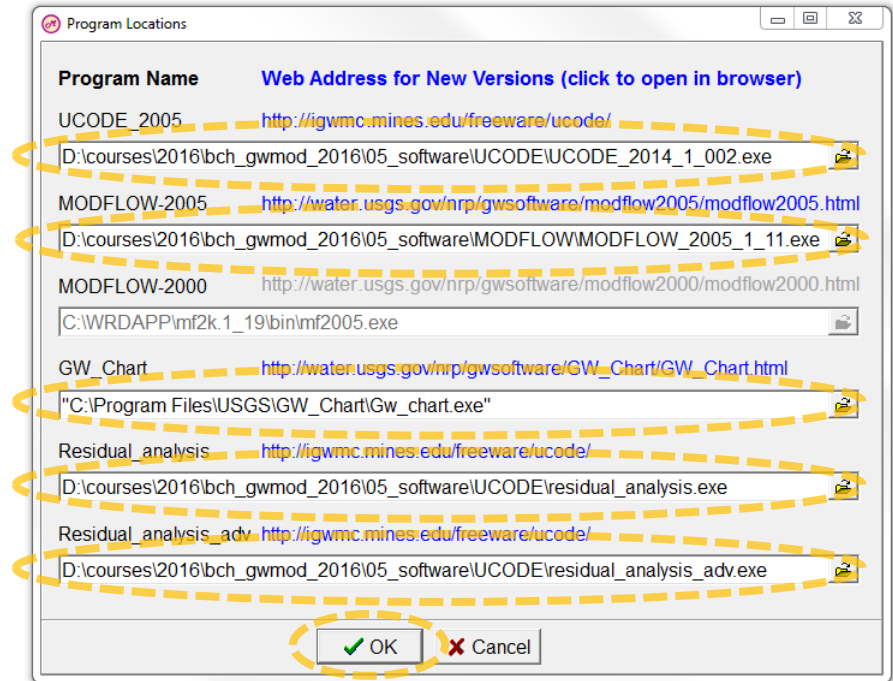 Program Locations
Program Name Web Address for New Versions (click to open in browser)
UCODE_2005 http://igwmc.mines.edu/freeware/ucode/
D:\courses\2016\bch_gwmod_2016\05_software\UCODE\UCODE_2014_1_002.exe
MODFLOW-2005 http://water.usgs.gov/nrp/gwsoftware/modflow2005/modflow2005.html
D:\courses\2016\bch_gwmod_2016\05_software\MODFLOW\MODFLOW_2005_1_11.exe
MODFLOW-2000 http://water.usgs.gov/nrp/gwsoftware/modflow2000/modflow2000.html
C:\WRDAPP\mf2k.1_19\bin\mf2005.exe
GW_Chart http://water.usgs.gov/nrp/gwsoftware/GW_Chart/GW_Chart.html
"C:\Program Files\USGS\GW_Chart\Gw_chart.exe"
Residual_analysis http://igwmc.mines.edu/freeware/ucode/
D:\courses\2016\bch_gwmod_2016\05_software\UCODE\residual_analysis.exe
Residual_analysis_adv http://igwmc.mines.edu/freeware/ucode/
D:\courses\2016\bch_gwmod_2016\05_software\UCODE\residual_analysis_adv.exe
OK Cancel